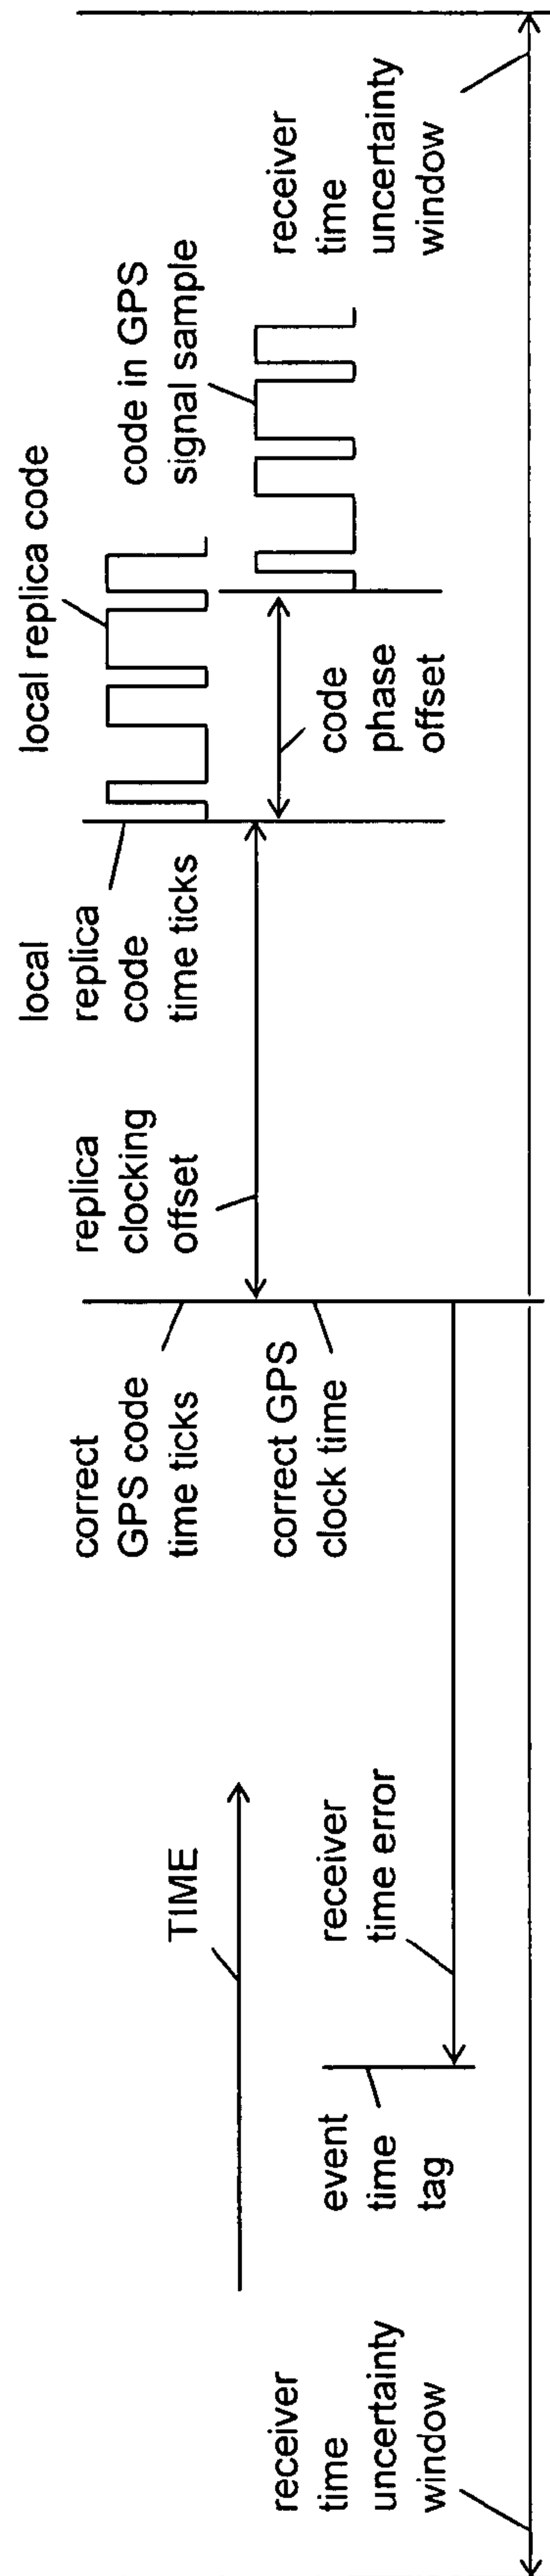 receiver
time
uncertainty
window
event
time
tag
TIME
receiver
time error
correct
GPS code
time ticks
correct GPS
clock time
replica
clocking
offset
local
replica
code
time ticks
local replica code
code
phase
offset
code in GPS
signal sample
receiver
time
uncertainty
window